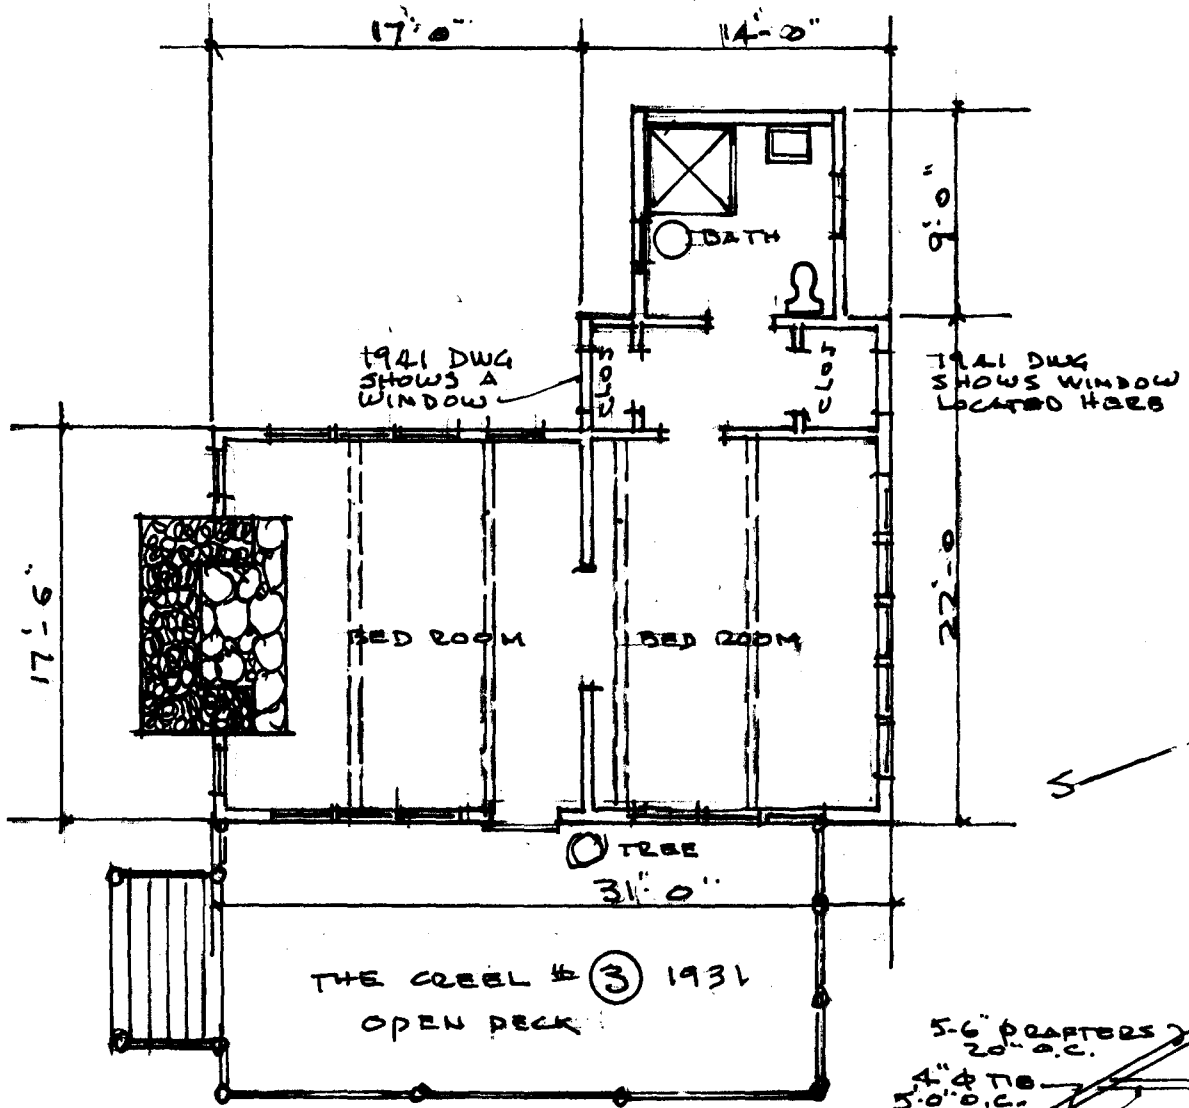 17'-0"
14'-0"
9'-0"
BATH
1941 DWG
SHOWS A
WINDOW
CLOS
CLOS
1941 DWG
SHOWS WINDOW
LOCATED HERE
17'-6"
22'-0
BED ROOM
BED ROOM
TREE
31'-0"
THE CREEL # 3 1931
OPEN DECK
5-6" Φ RAFTERS
20" O.C.
4" Φ TIE
5'-0" O.C.